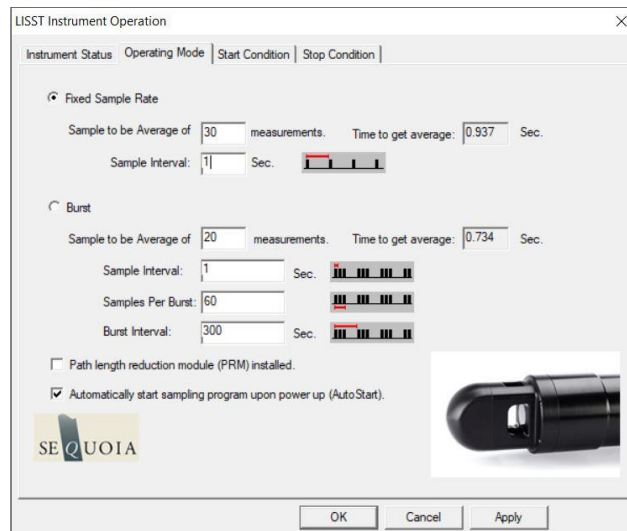 LISST Instrument Operation
Instrument Status Operating Mode Start Condition Stop Condition
Fixed Sample Rate
Sample to be Average of 30 measurements. Time to get average: 0.937 Sec.
Sample Interval: 1 Sec.
Burst
Sample to be Average of 20 measurements. Time to get average: 0.734 Sec.
Sample Interval: 1 Sec.
Samples Per Burst: 60
Burst Interval: 300 Sec.
Path length reduction module (PRM) installed.
Automatically start sampling program upon power up (AutoStart).
SEQUOIA
OK Cancel Apply